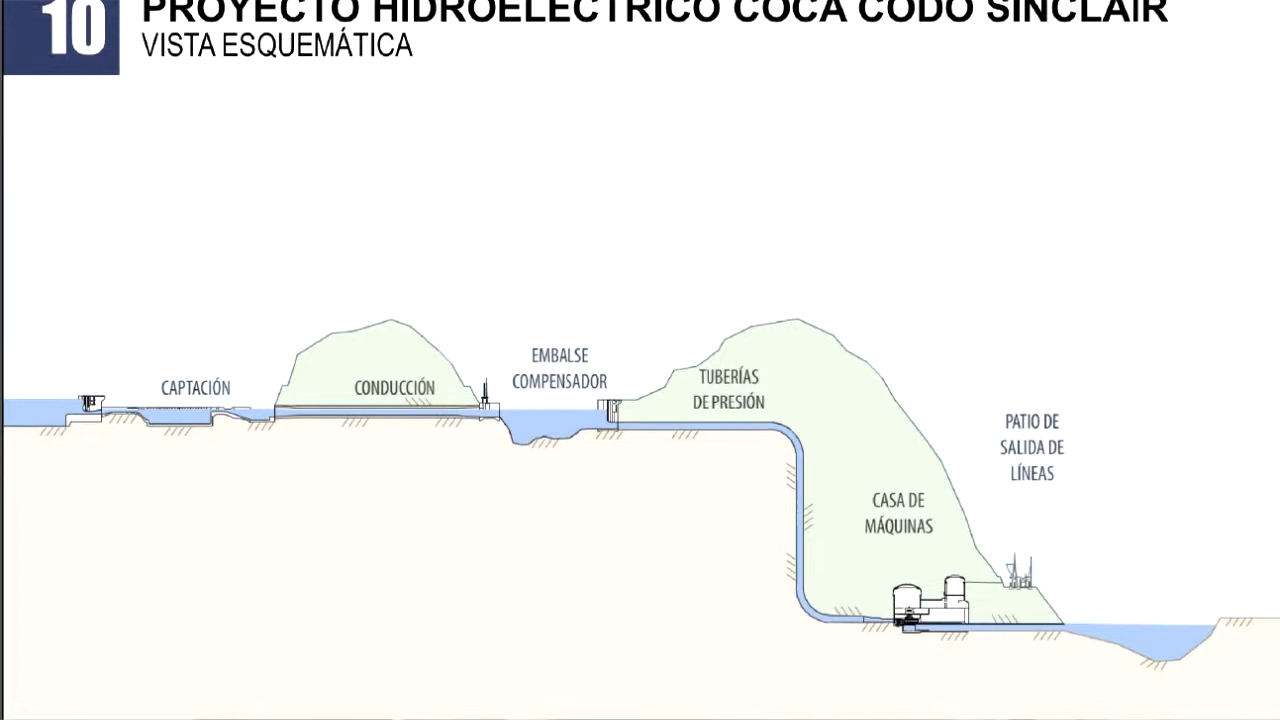 10
PROYECTO HIDROELÉCTRICO COCA CODO SINCLAIR
VISTA ESQUEMÁTICA
CAPTACIÓN
CONDUCCIÓN
EMBALSE
COMPENSADOR
TUBERÍAS
DE PRESIÓN
CASA DE
MÁQUINAS
PATIO DE
SALIDA DE
LÍNEAS